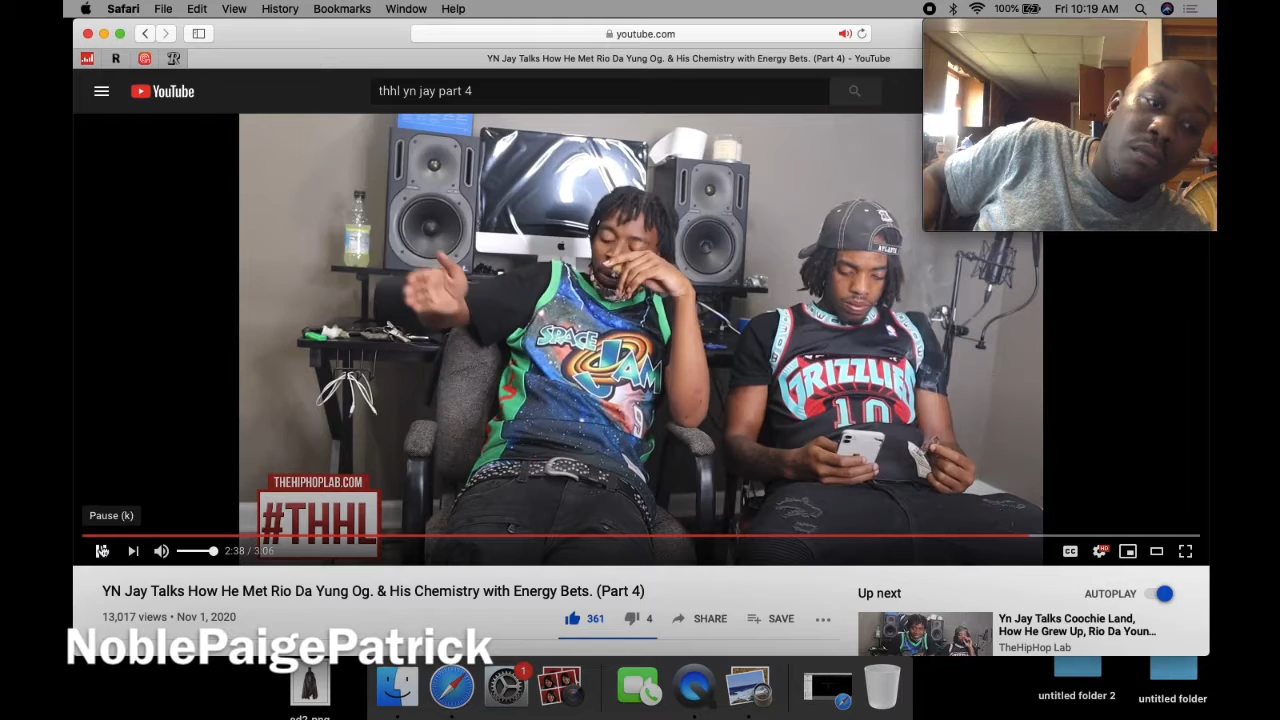 Safari File Edit View History Bookmarks Window Help 100% Fri 10:19 AM
youtube.com
R YN Jay Talks How He Met Rio Da Yung Og. & His Chemistry with Energy Bets. (Part 4) - YouTube
YouTube thhl yn jay part 4
ATLANTA
SPACE JAM
GRIZZLIES
10
THEHIPHOPLAB.COM
#THHL
Pause (k)
2:38 / 3:06 CC HD
YN Jay Talks How He Met Rio Da Yung Og. & His Chemistry with Energy Bets. (Part 4)
Up next AUTOPLAY
13,017 views • Nov 1, 2020 361 4 SHARE SAVE
Yn Jay Talks Coochie Land,
How He Grew Up, Rio Da Youn...
TheHipHop Lab
NoblePaigePatrick
1
untitled folder 2 untitled folder